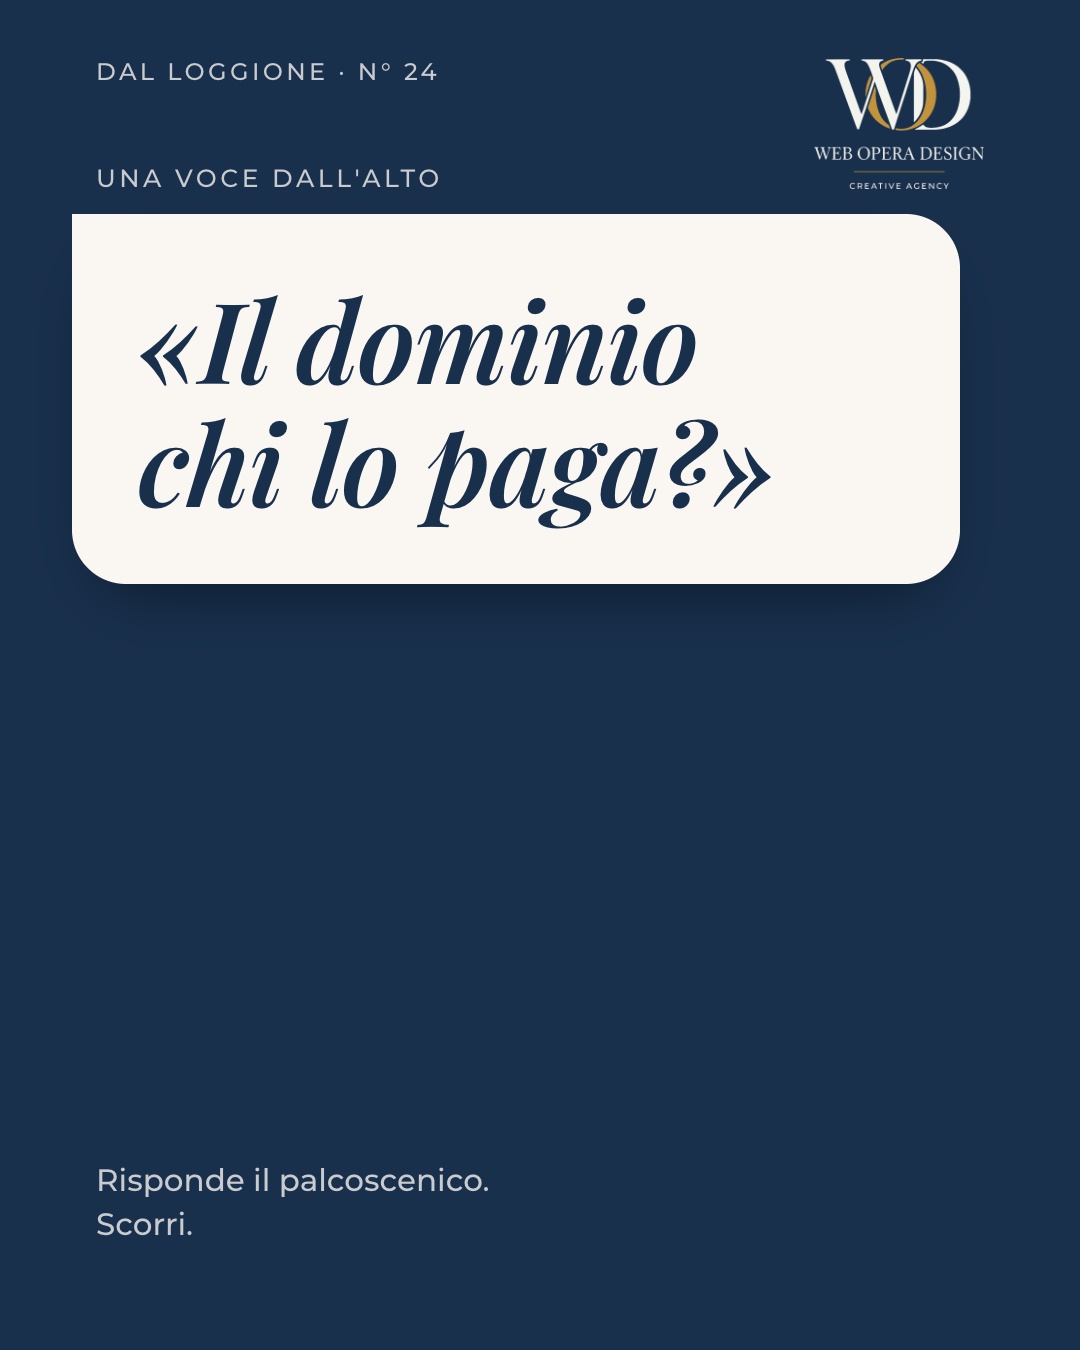 DAL LOGGIONE · N° 24
WOD
WEB OPERA DESIGN
CREATIVE AGENCY
UNA VOCE DALL'ALTO
«Il dominio
chi lo paga?»
Risponde il palcoscenico.
Scorri.